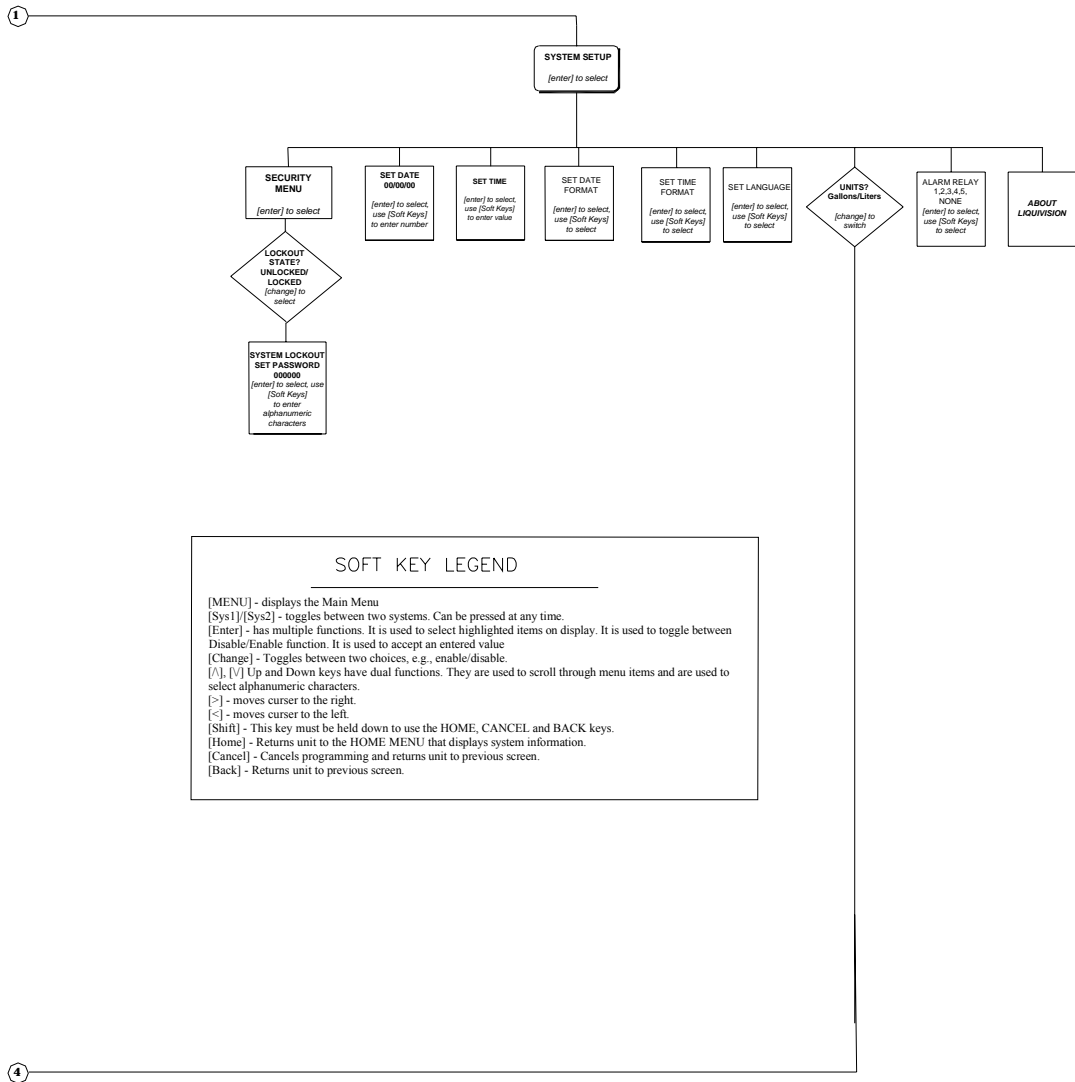 1
SYSTEM SETUP
[enter] to select
SECURITY
MENU
[enter] to select
SET DATE
00/00/00
[enter] to select,
use [Soft Keys]
to enter number
SET TIME
[enter] to select,
use [Soft Keys]
to enter value
SET DATE
FORMAT
[enter] to select,
use [Soft Keys]
to select
SET TIME
FORMAT
[enter] to select,
use [Soft Keys]
to select
SET LANGUAGE
[enter] to select,
use [Soft Keys]
to select
UNITS?
Gallons/Liters
[change] to
switch
ALARM RELAY
1,2,3,4,5,
NONE
[enter] to select,
use [Soft Keys]
to select
ABOUT
LIQUIVISION
LOCKOUT
STATE?
UNLOCKED/
LOCKED
[change] to
select
SYSTEM LOCKOUT
SET PASSWORD
000000
[enter] to select, use
[Soft Keys]
to enter
alphanumeric
characters
SOFT KEY LEGEND
[MENU] - displays the Main Menu
[Sys1]/[Sys2] - toggles between two systems. Can be pressed at any time.
[Enter] - has multiple functions. It is used to select highlighted items on display. It is used to toggle between
Disable/Enable function. It is used to accept an entered value
[Change] - Toggles between two choices, e.g., enable/disable.
[/\], [\/] Up and Down keys have dual functions. They are used to scroll through menu items and are used to
select alphanumeric characters.
[>] - moves curser to the right.
[<] - moves curser to the left.
[Shift] - This key must be held down to use the HOME, CANCEL and BACK keys.
[Home] - Returns unit to the HOME MENU that displays system information.
[Cancel] - Cancels programming and returns unit to previous screen.
[Back] - Returns unit to previous screen.
4